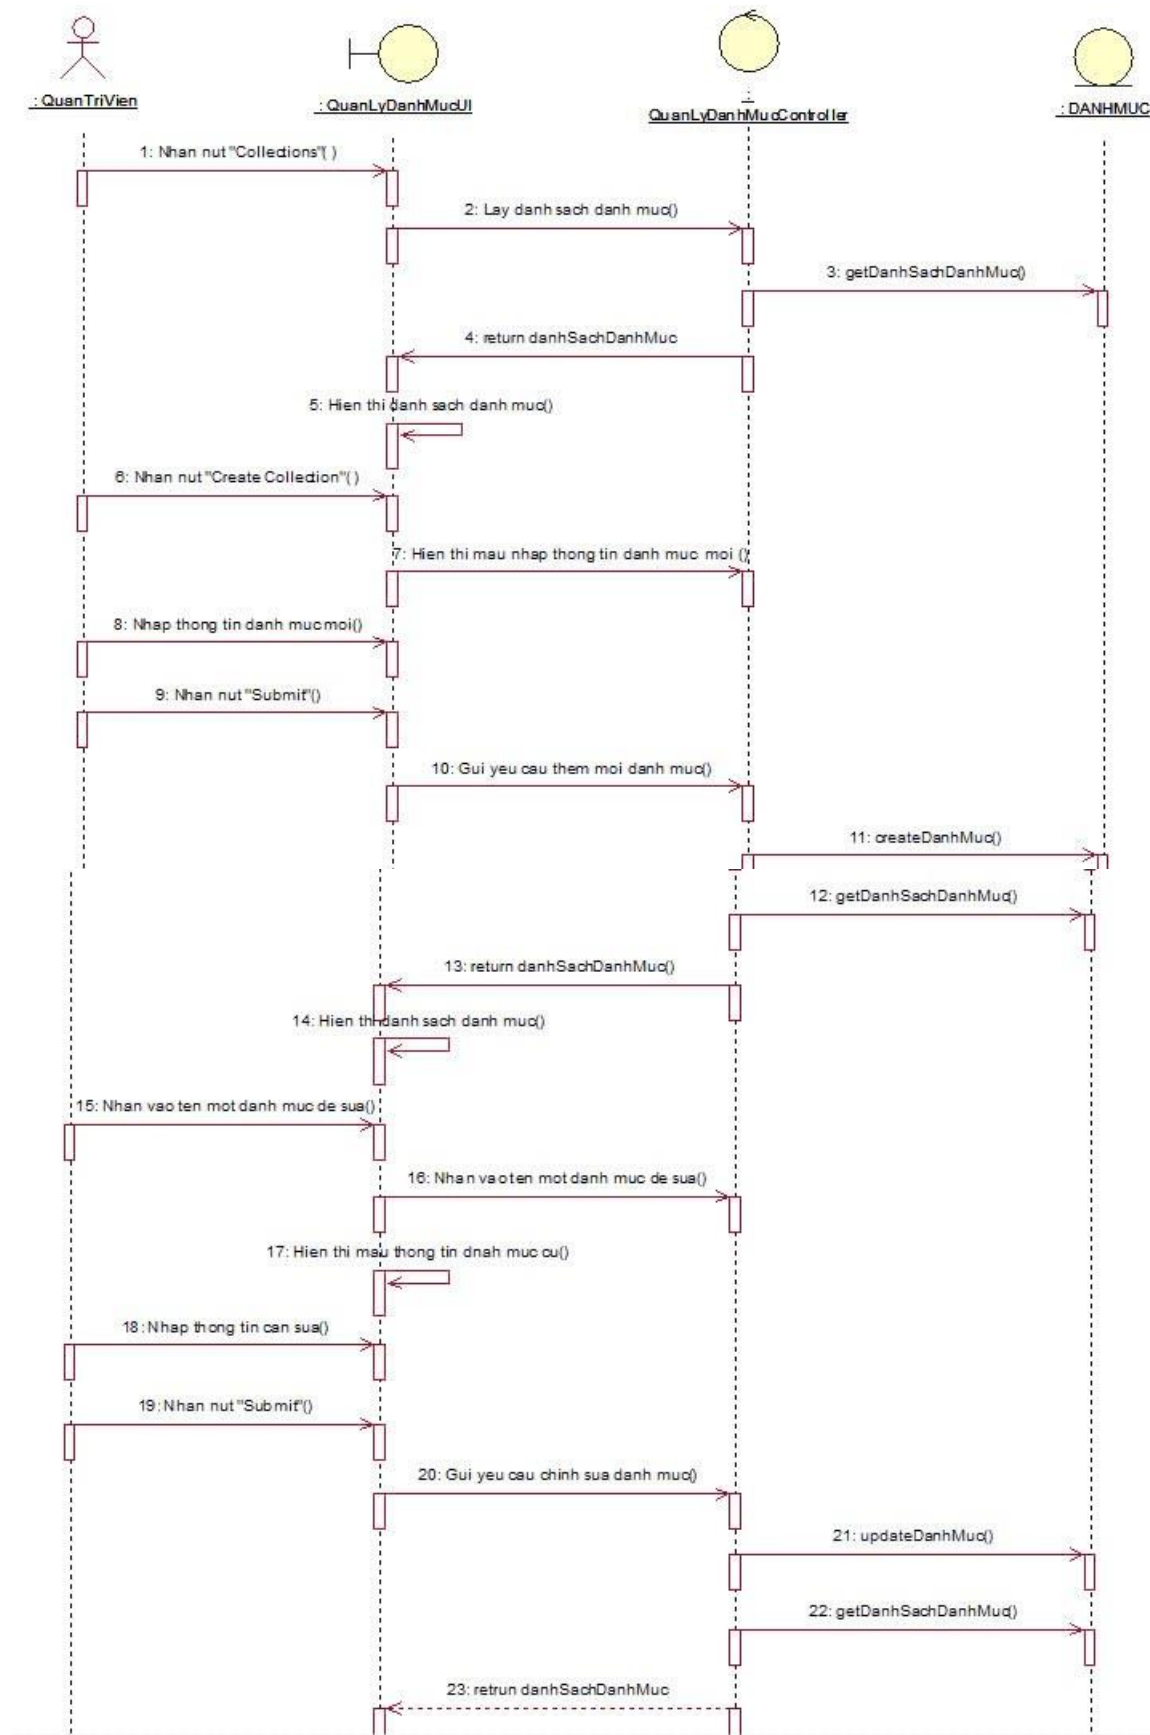 : QuanTriVien
: QuanLyDanhMucUI
:
QuanLyDanhMucController
: DANHMUC
1: Nhan nut "Collections"( )
2: Lay danh sach danh muc()
3: getDanhSachDanhMuc()
4: return danhSachDanhMuc
5: Hien thi danh sach danh muc()
6: Nhan nut "Create Collection"( )
7: Hien thi mau nhap thong tin danh muc moi ()
8: Nhap thong tin danh muc moi()
9: Nhan nut "Submit"()
10: Gui yeu cau them moi danh muc()
11: createDanhMuc()
12: getDanhSachDanhMuc()
13: return danhSachDanhMuc()
14: Hien thi danh sach danh muc()
15: Nhan vao ten mot danh muc de sua()
16: Nhan vao ten mot danh muc de sua()
17: Hien thi mau thong tin dnah muc cu()
18: Nhap thong tin can sua()
19: Nhan nut "Submit"()
20: Gui yeu cau chinh sua danh muc()
21: updateDanhMuc()
22: getDanhSachDanhMuc()
23: retrun danhSachDanhMuc